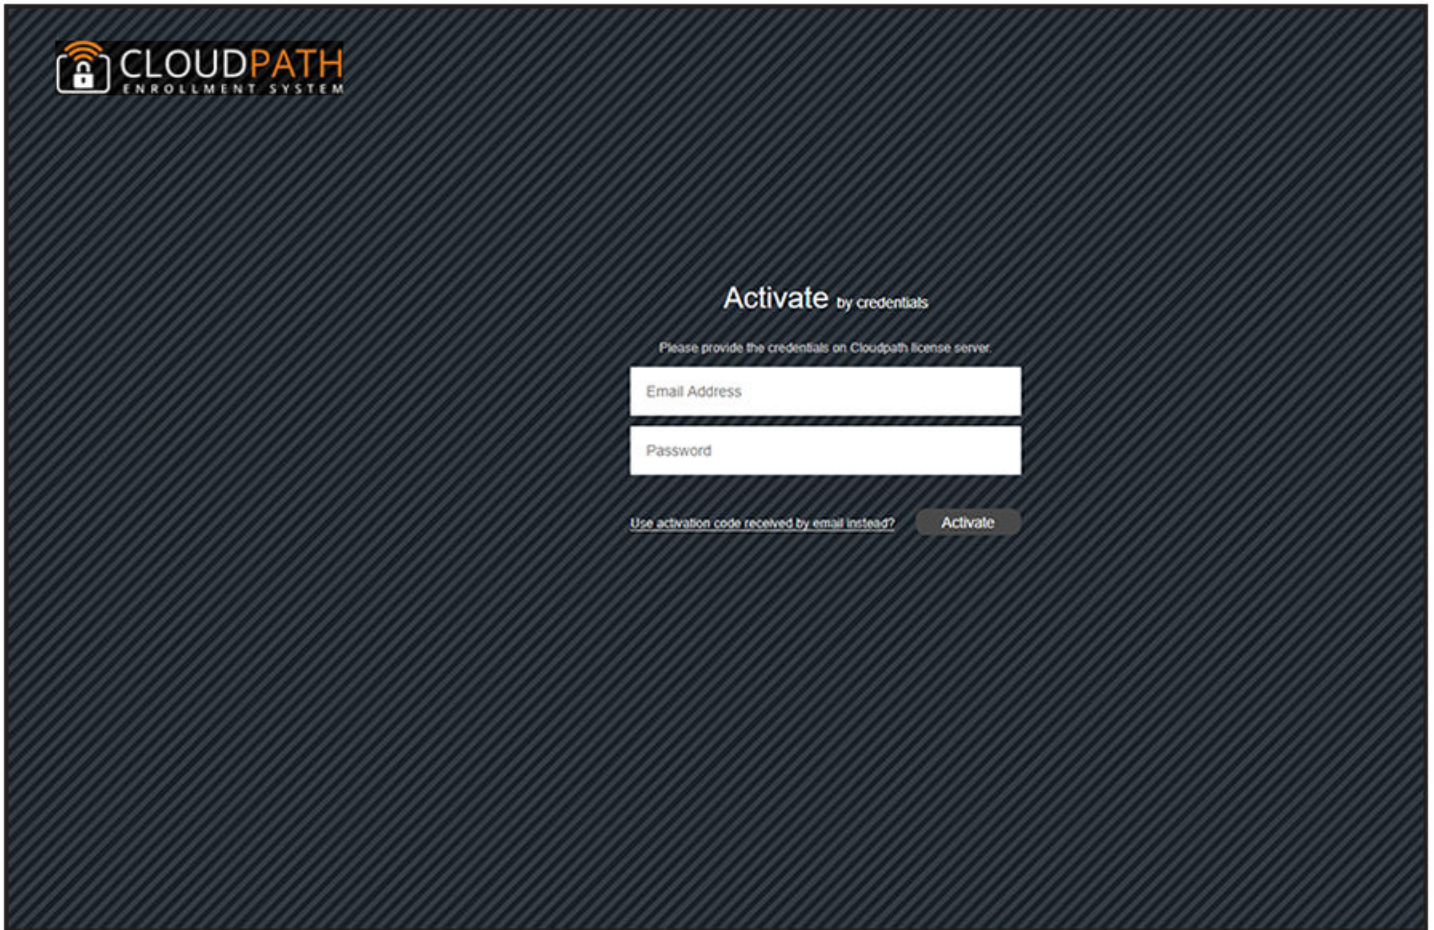 CLOUDPATH
ENROLLMENT SYSTEM
Activate by credentials
Please provide the credentials on Cloudpath license server.
Email Address
Password
Use activation code received by email instead? Activate